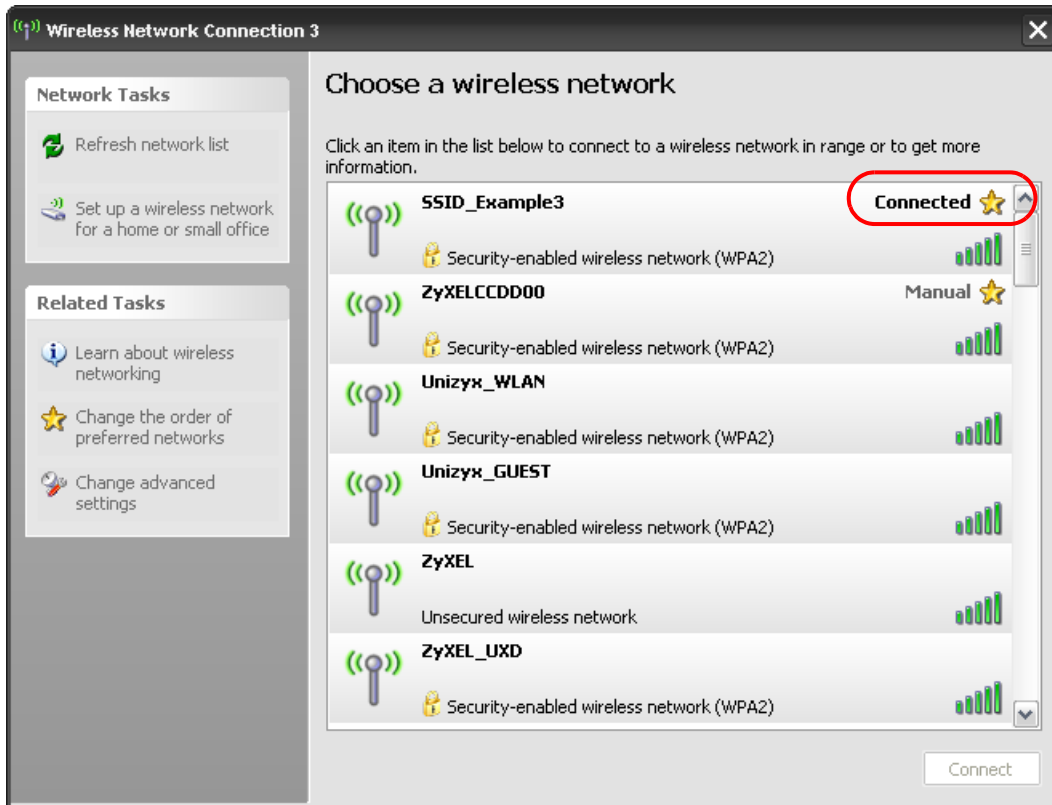 Wireless Network Connection 3
Network Tasks
Refresh network list
Set up a wireless network
for a home or small office
Related Tasks
Learn about wireless
networking
Change the order of
preferred networks
Change advanced
settings
Choose a wireless network
Click an item in the list below to connect to a wireless network in range or to get more
information.
SSID_Example3 Connected
Security-enabled wireless network (WPA2)
ZyXELCCDD00 Manual
Security-enabled wireless network (WPA2)
Unizyx_WLAN
Security-enabled wireless network (WPA2)
Unizyx_GUEST
Security-enabled wireless network (WPA2)
ZyXEL
Unsecured wireless network
ZyXEL_UXD
Security-enabled wireless network (WPA2)
Connect